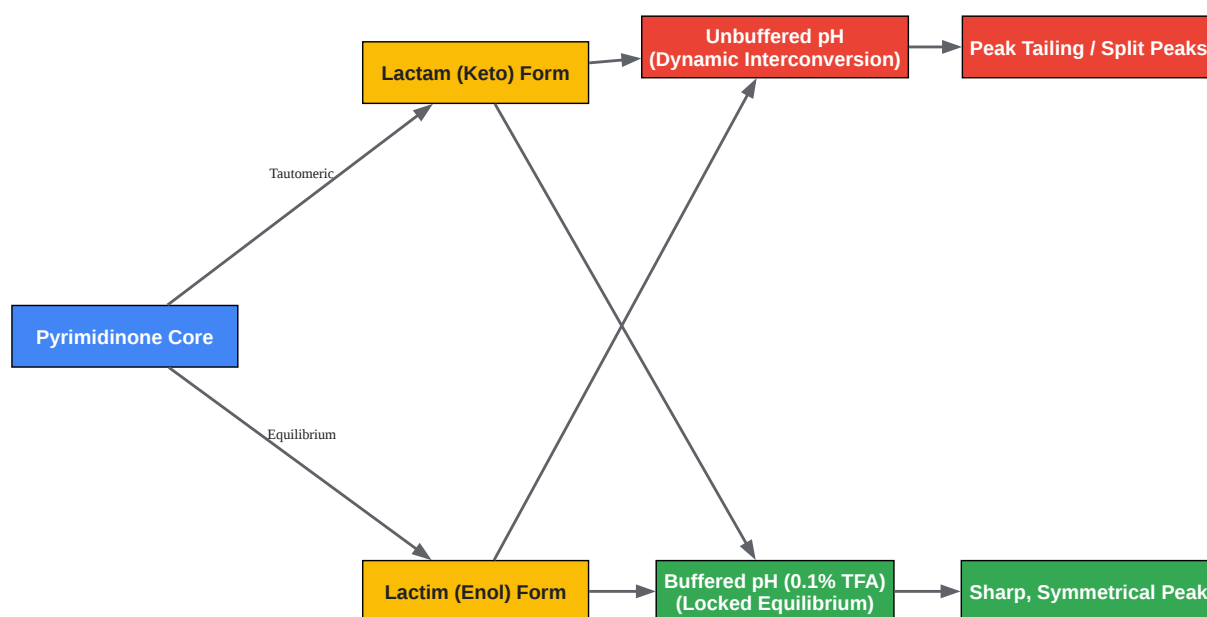 Unbuffered pH
(Dynamic Interconversion)
Peak Tailing / Split Peaks
Lactam (Keto) Form
Tautomeric
Pyrimidinone Core
Equilibrium
Lactim (Enol) Form
Buffered pH (0.1% TFA)
(Locked Equilibrium)
Sharp, Symmetrical Peak